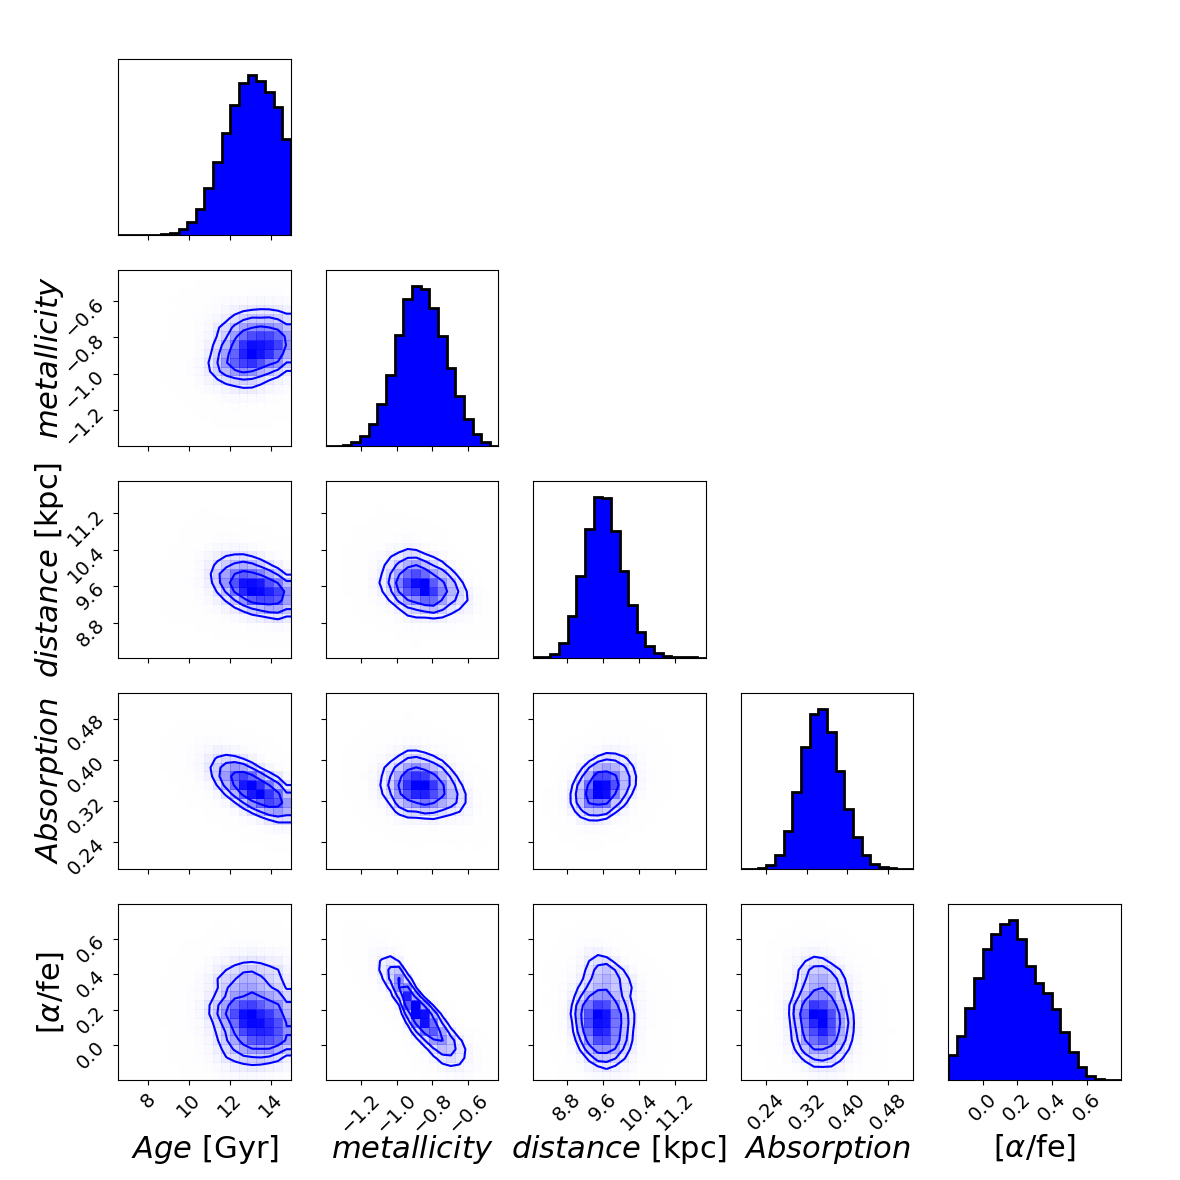 metallicity
−0.6
−0.8
−1.0
−1.2
distance [kpc]
11.2
10.4
9.6
8.8
Absorption
0.48
0.40
0.32
0.24
[α/fe]
0.6
0.4
0.2
0.0
8 10 12 14
−1.2 −1.0 −0.8 −0.6
8.8 9.6 10.4 11.2
0.24 0.32 0.40 0.48
0.0 0.2 0.4 0.6
Age [Gyr]
metallicity
distance [kpc]
Absorption
[α/fe]